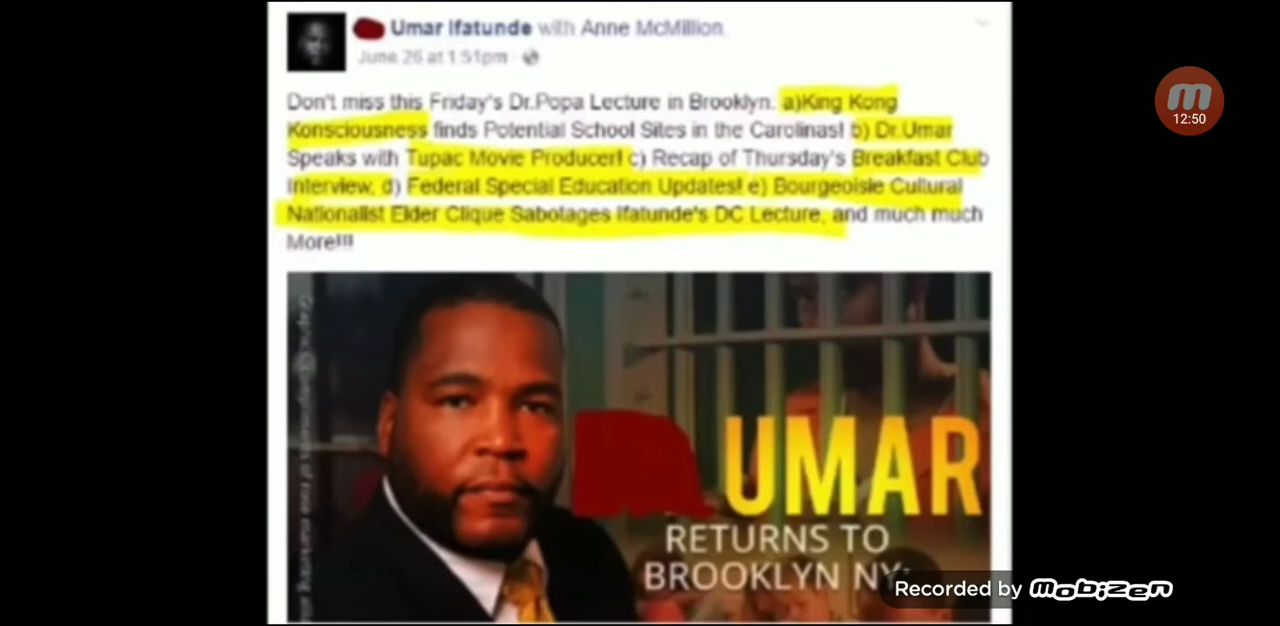 Umar Ifatunde with Anne McMillion
June 26 at 1:51pm
12:50
Don't miss this Friday's Dr.Popa Lecture in Brooklyn. a)King Kong
Konsciousness finds Potential School Sites in the Carolinas! b) Dr.Umar
Speaks with Tupac Movie Producer! c) Recap of Thursday's Breakfast Club
Interview, d) Federal Special Education Updates! e) Bourgeoisie Cultural
Nationalist Elder Clique Sabotages Ifatunde's DC Lecture, and much much
More!!!
UMAR
RETURNS TO
BROOKLYN NY
Recorded by MOBIZEN